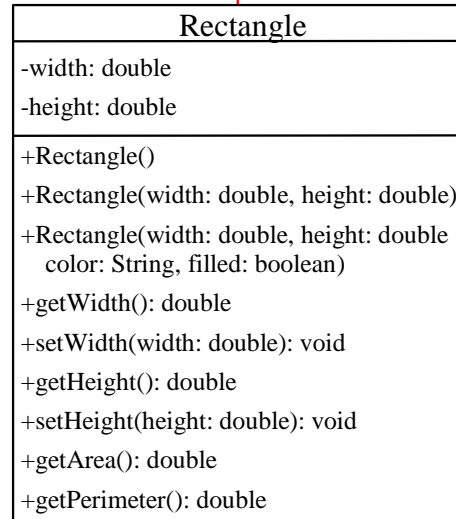 Rectangle
-width: double
-height: double
+Rectangle()
+Rectangle(width: double, height: double)
+Rectangle(width: double, height: double
color: String, filled: boolean)
+getWidth(): double
+setWidth(width: double): void
+getHeight(): double
+setHeight(height: double): void
+getArea(): double
+getPerimeter(): double